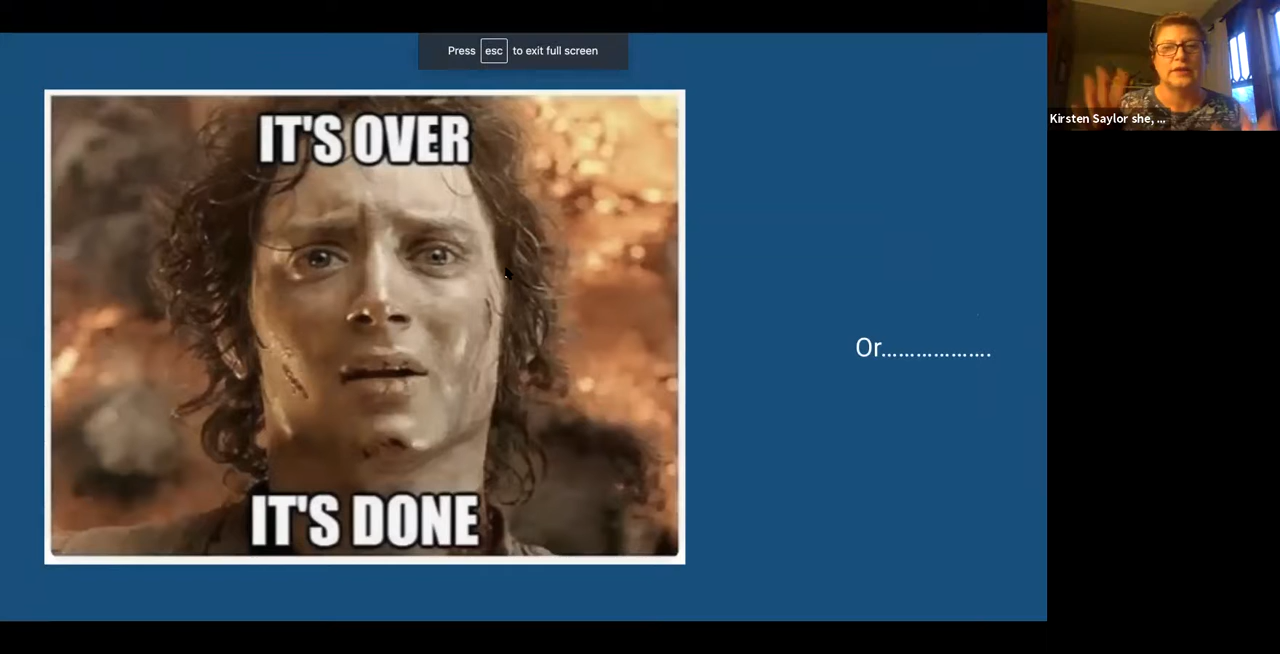 Press esc to exit full screen
IT'S OVER
IT'S DONE
Or……………….
Kirsten Saylor she, ...